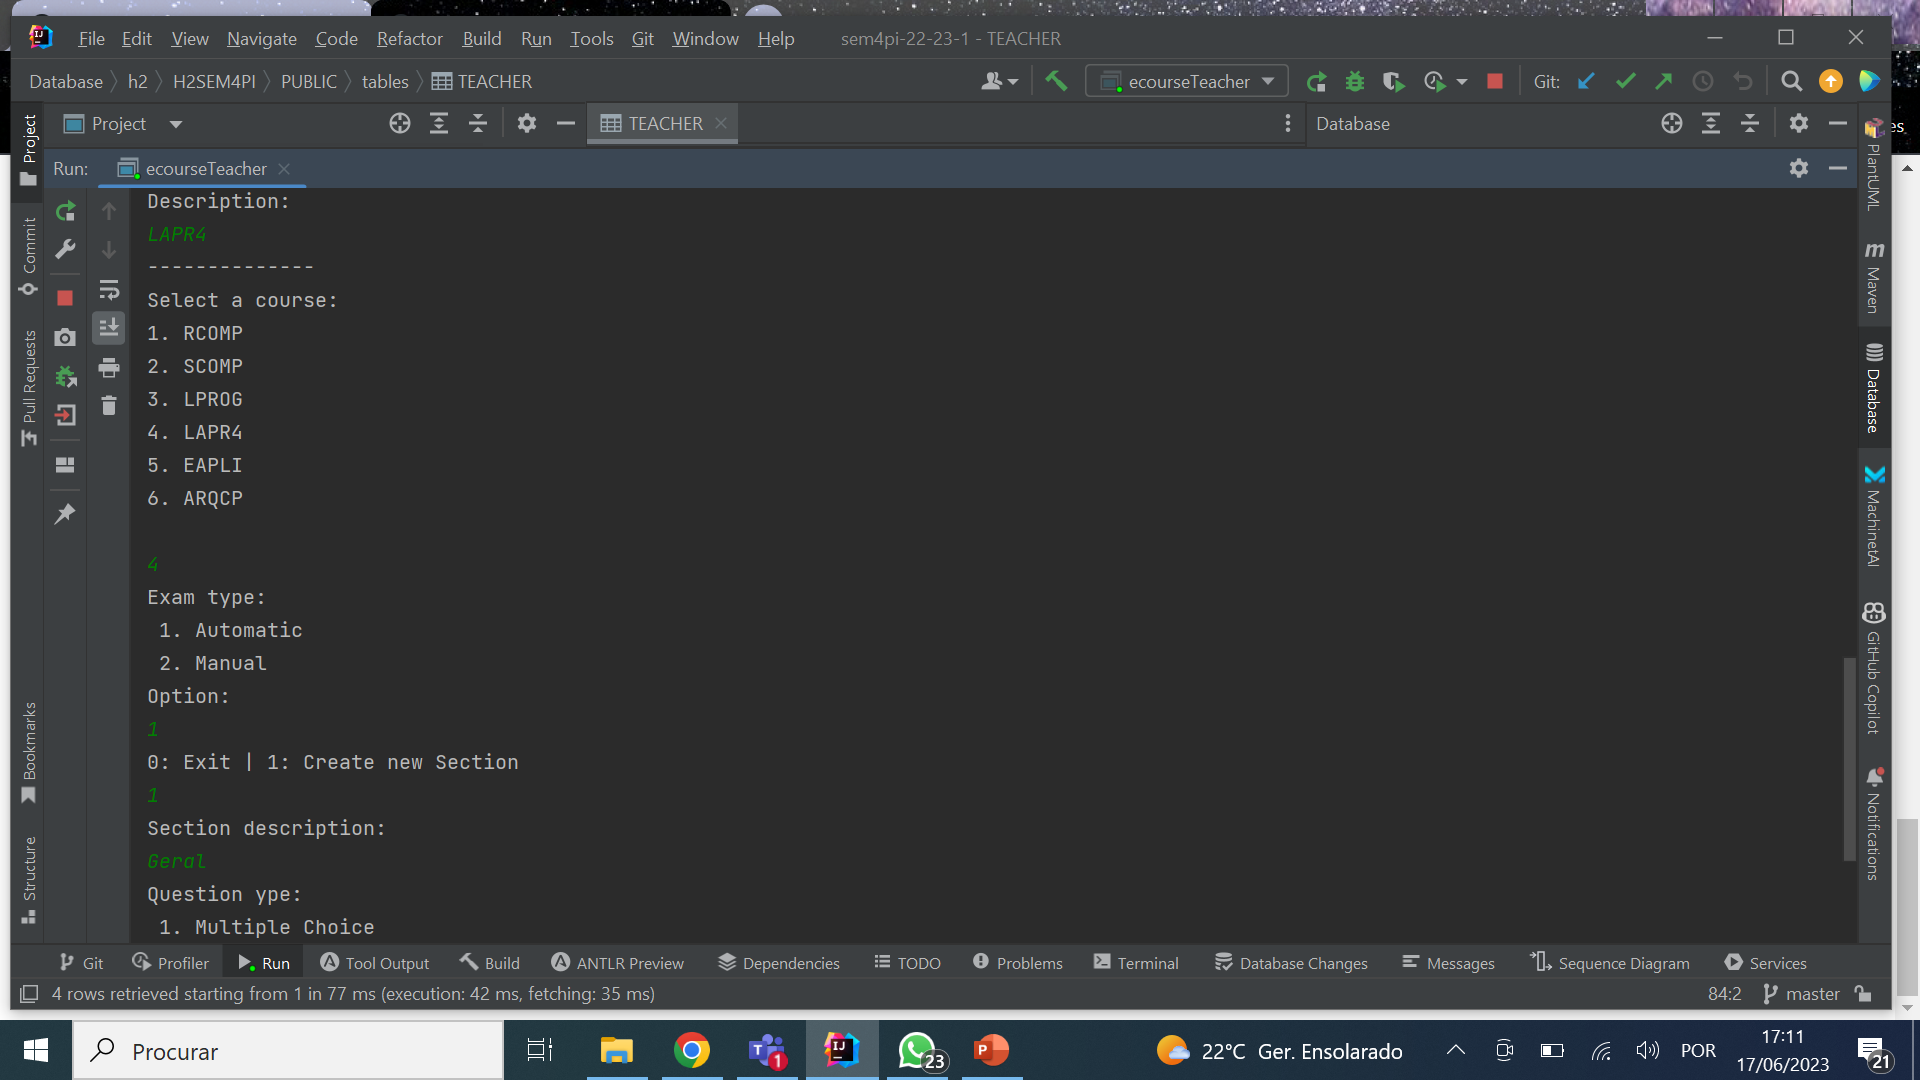 File Edit View Navigate Code Refactor Build Run Tools Git Window Help sem4pi-22-23-1 - TEACHER
Database h2 H2SEM4PI PUBLIC tables TEACHER ecourseTeacher Git:
Project TEACHER Database
Run: ecourseTeacher
Description:
LAPR4
--------------
Select a course:
1. RCOMP
2. SCOMP
3. LPROG
4. LAPR4
5. EAPLI
6. ARQCP
4
Exam type:
1. Automatic
2. Manual
Option:
1
0: Exit | 1: Create new Section
1
Section description:
Geral
Question ype:
1. Multiple Choice
Project
Commit
Pull Requests
Bookmarks
Structure
PlantUML
Maven
Database
MachinetAI
GitHub Copilot
Notifications
es
Git Profiler Run Tool Output Build ANTLR Preview Dependencies TODO Problems Terminal Database Changes Messages Sequence Diagram Services
4 rows retrieved starting from 1 in 77 ms (execution: 42 ms, fetching: 35 ms) 84:2 master
Procurar 1 23 22°C Ger. Ensolarado POR 17:11
17/06/2023 21